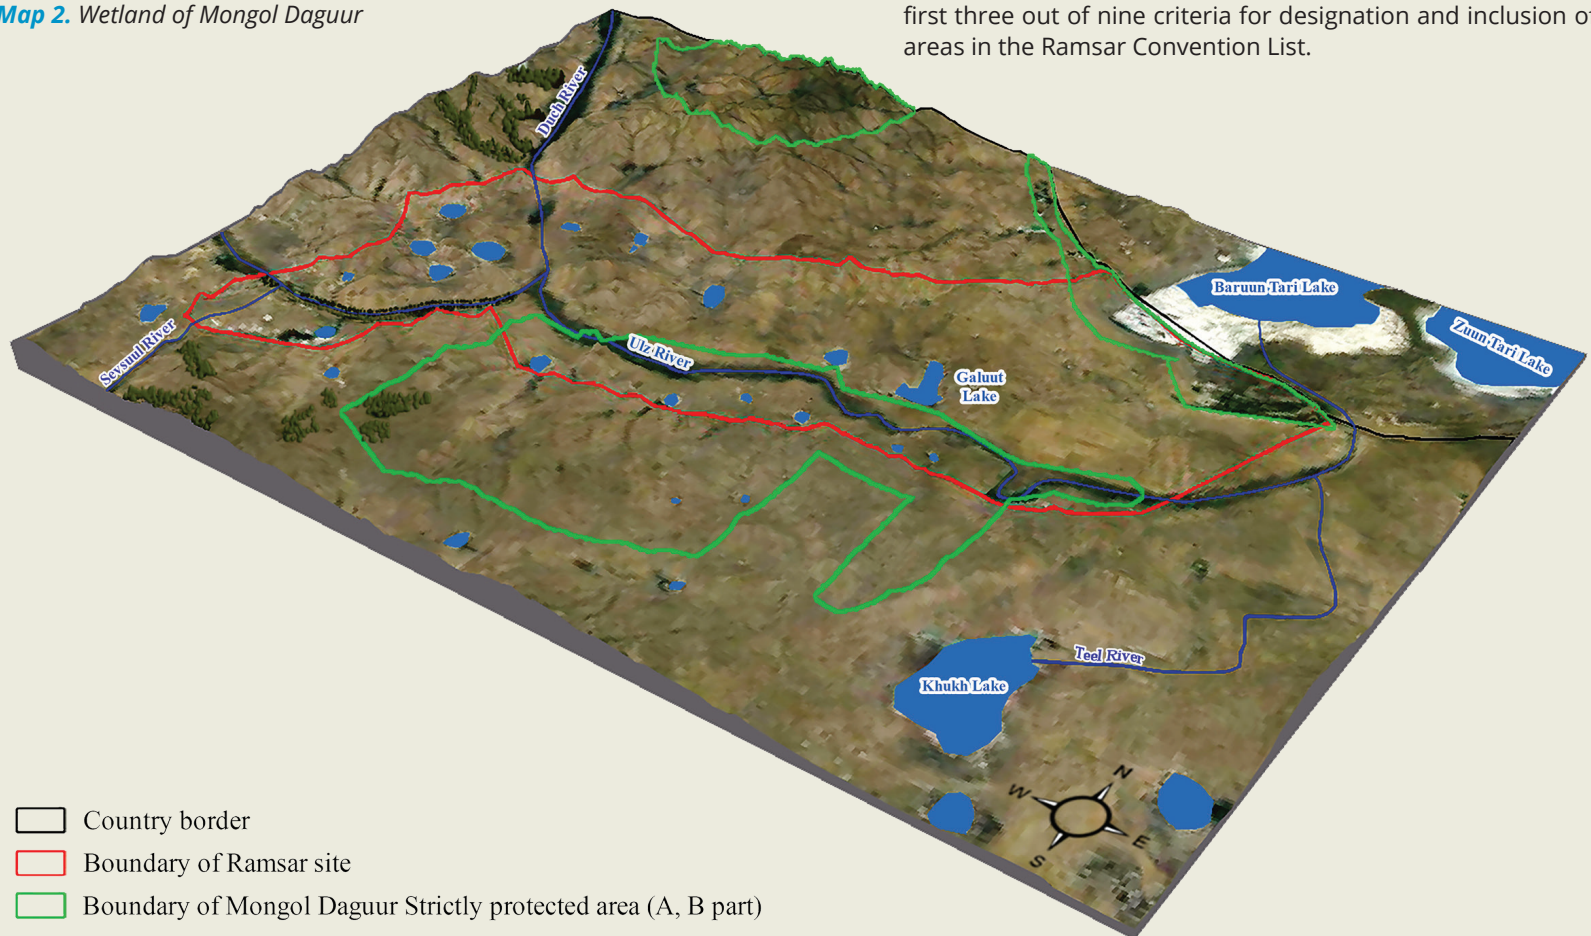 Map 2. Wetland of Mongol Daguur
first three out of nine criteria for designation and inclusion of
areas in the Ramsar Convention List.
Duch River
Baruun Tari Lake
Zuun Tari Lake
Sevsuul River
Ulz River
Galuut
Lake
Teel River
Khukh Lake
N
W
E
S
Country border
Boundary of Ramsar site
Boundary of Mongol Daguur Strictly protected area (A, B part)